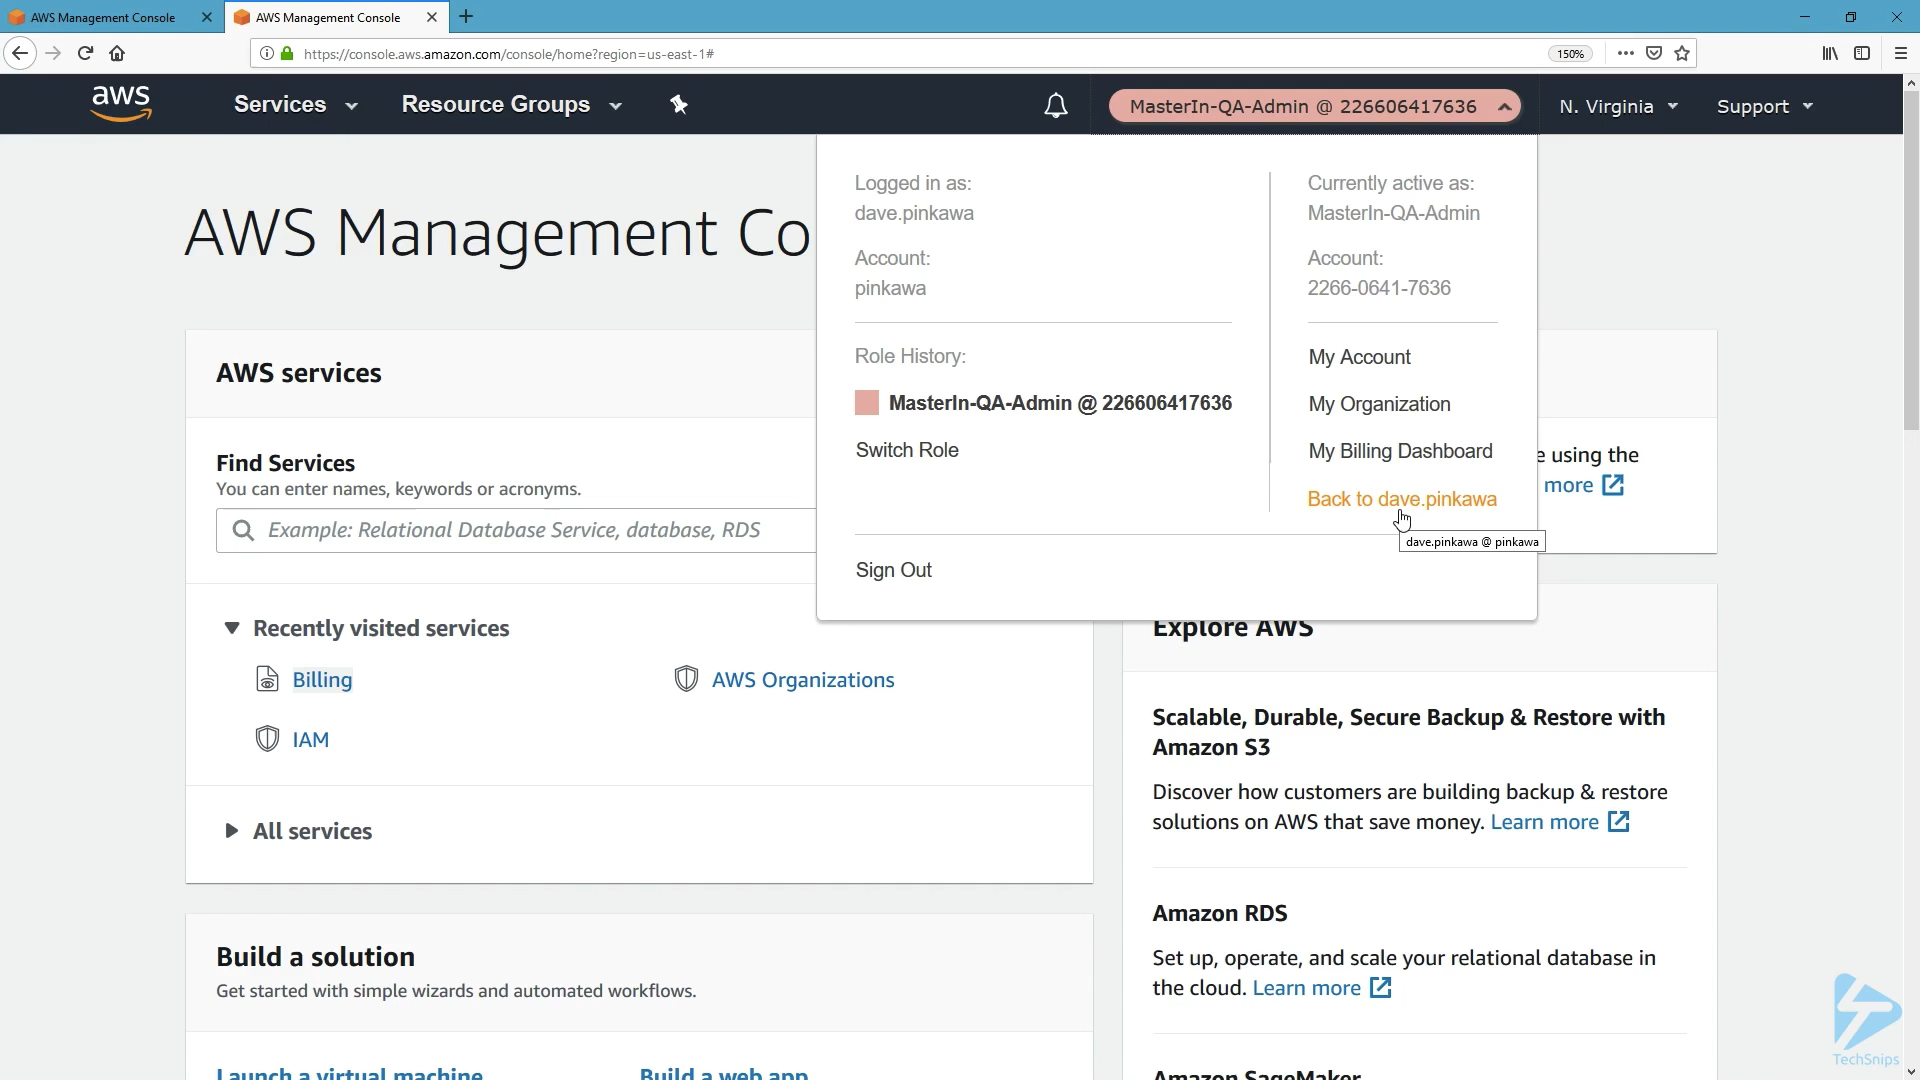 AWS Management Console
AWS Management Console
https://console.aws.amazon.com/console/home?region=us-east-1#
150%
aws
Services
Resource Groups
MasterIn-QA-Admin @ 226606417636
N. Virginia
Support
AWS Management Co
Logged in as:
dave.pinkawa
Account:
pinkawa
Role History:
MasterIn-QA-Admin @ 226606417636
Switch Role
Currently active as:
MasterIn-QA-Admin
Account:
2266-0641-7636
My Account
My Organization
My Billing Dashboard
Back to dave.pinkawa
dave.pinkawa @ pinkawa
Sign Out
AWS services
Find Services
You can enter names, keywords or acronyms.
Example: Relational Database Service, database, RDS
e using the
more
Recently visited services
Billing
AWS Organizations
IAM
All services
Build a solution
Get started with simple wizards and automated workflows.
Launch a virtual machine
Build a web app
Explore AWS
Scalable, Durable, Secure Backup & Restore with
Amazon S3
Discover how customers are building backup & restore
solutions on AWS that save money. Learn more
Amazon RDS
Set up, operate, and scale your relational database in
the cloud. Learn more
Amazon SageMaker
TechSnips